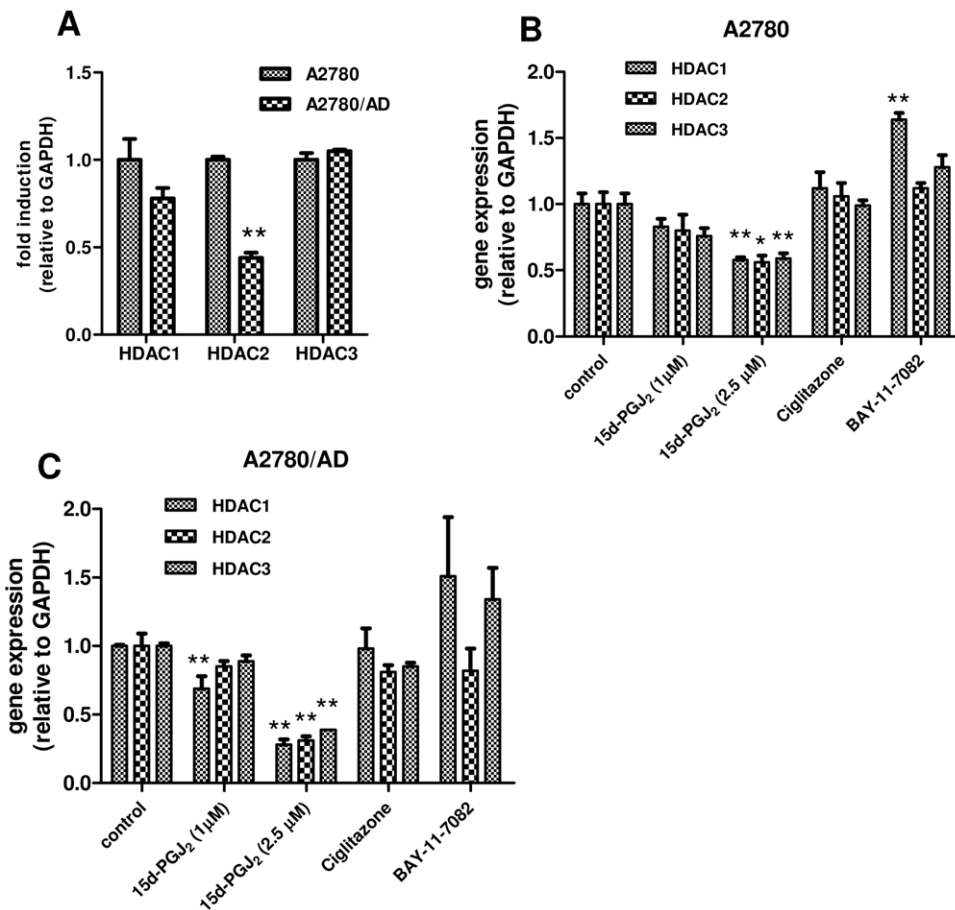 A
A2780
A2780/AD
fold induction
(relative to GAPDH)
1.5
1.0
0.5
0.0
**
HDAC1
HDAC2
HDAC3
B
A2780
HDAC1
HDAC2
HDAC3
gene expression
(relative to GAPDH)
2.0
1.5
1.0
0.5
0.0
**
*
**
**
control
15d-PGJ₂ (1μM)
15d-PGJ₂ (2.5 μM)
Ciglitazone
BAY-11-7082
C
A2780/AD
HDAC1
HDAC2
HDAC3
gene expression
(relative to GAPDH)
2.0
1.5
1.0
0.5
0.0
**
**
**
**
control
15d-PGJ₂ (1μM)
15d-PGJ₂ (2.5 μM)
Ciglitazone
BAY-11-7082